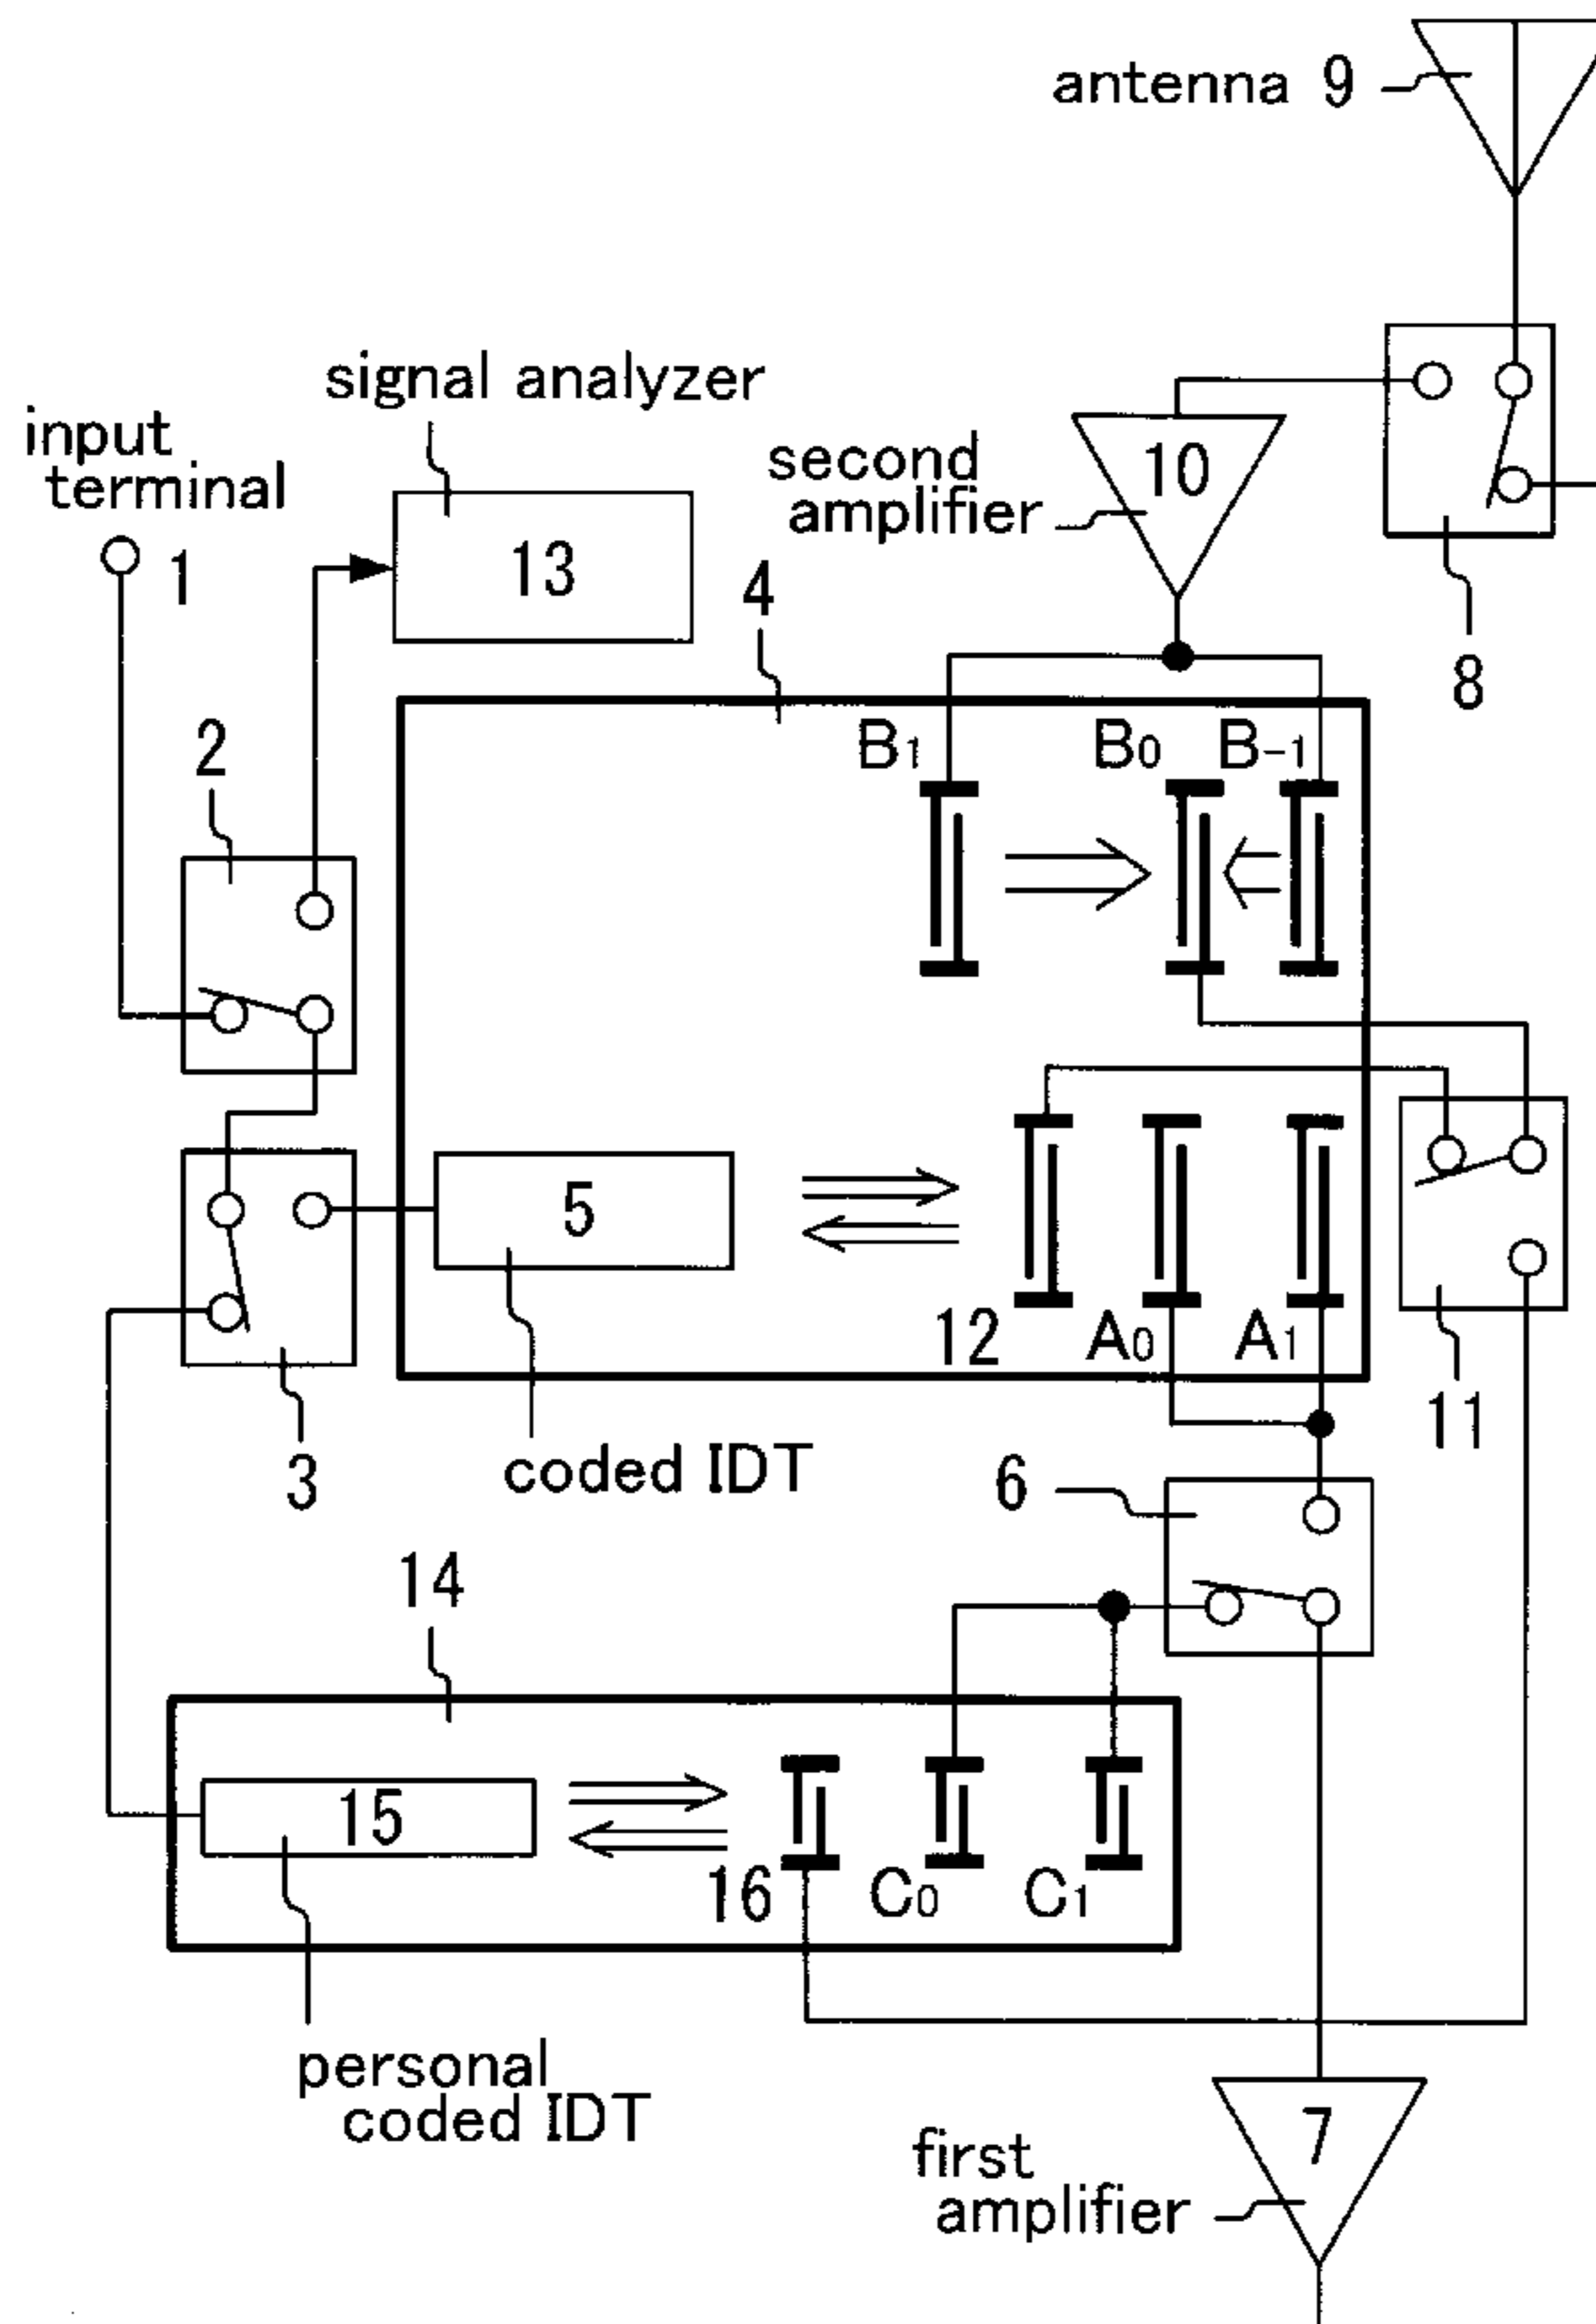 antenna 9
signal analyzer
input
terminal
second
amplifier
10
1
13
4
8
2
B1
B0
B-1
5
12
A0
A1
11
3
coded IDT
6
14
15
16
C0
C1
personal
coded IDT
7
first
amplifier